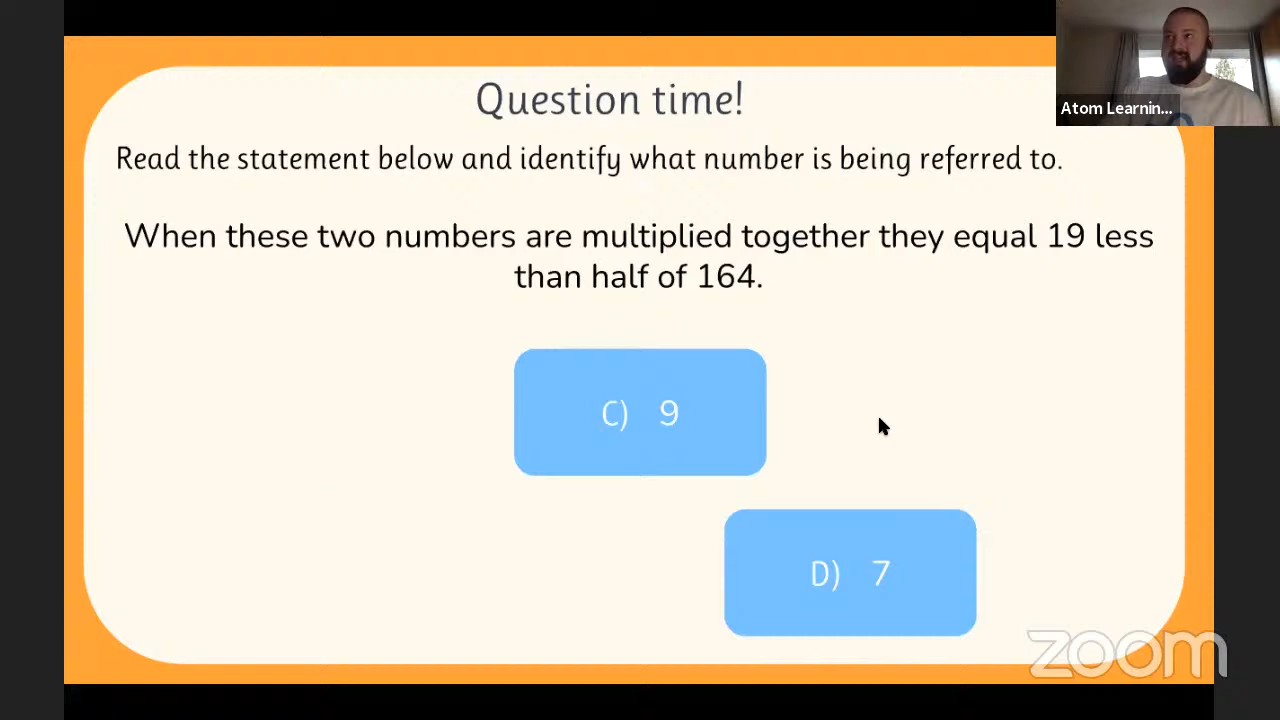 Question time!
Read the statement below and identify what number is being referred to.
When these two numbers are multiplied together they equal 19 less
than half of 164.
C) 9
D) 7
Atom Learnin...
zoom